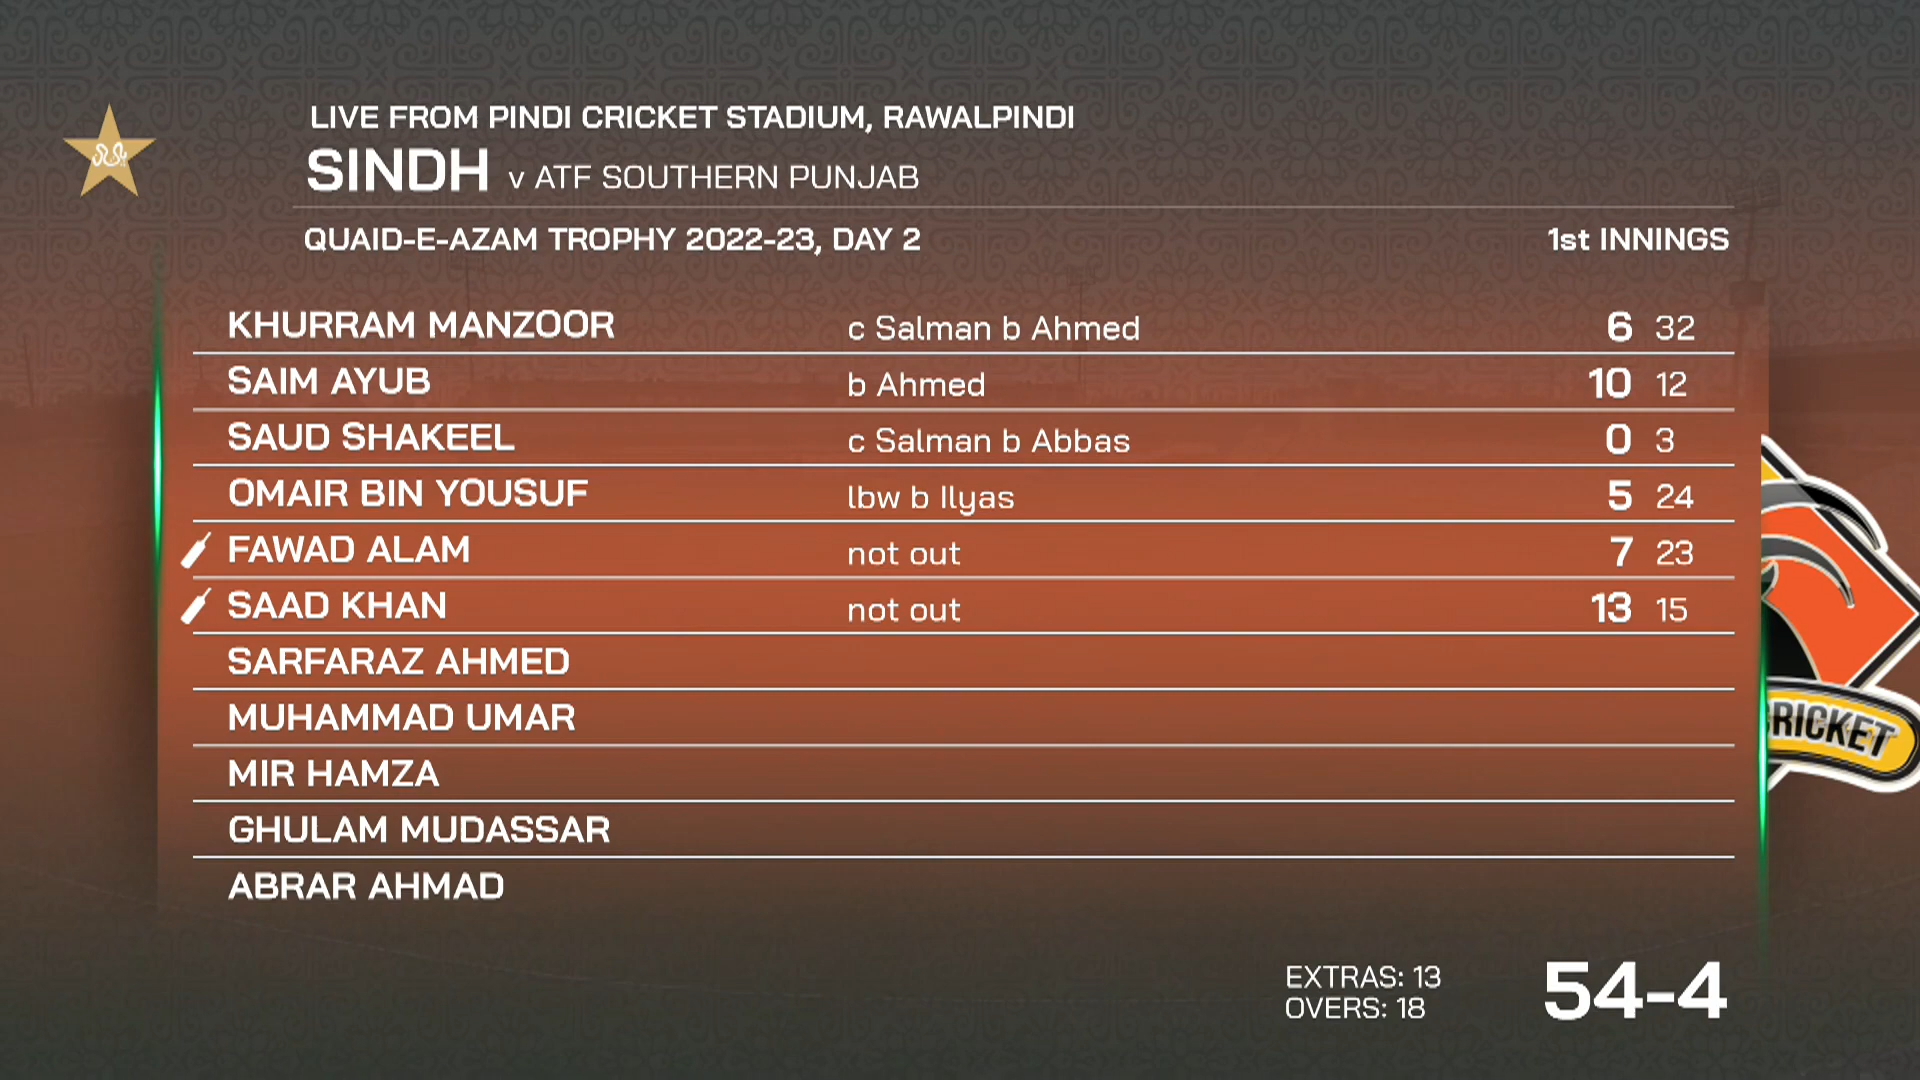 LIVE FROM PINDI CRICKET STADIUM, RAWALPINDI
SINDH v ATF SOUTHERN PUNJAB
QUAID-E-AZAM TROPHY 2022-23, DAY 2 1st INNINGS
KHURRAM MANZOOR c Salman b Ahmed 6 32
SAIM AYUB b Ahmed 10 12
SAUD SHAKEEL c Salman b Abbas 0 3
OMAIR BIN YOUSUF lbw b Ilyas 5 24
FAWAD ALAM not out 7 23
SAAD KHAN not out 13 15
SARFARAZ AHMED
MUHAMMAD UMAR
MIR HAMZA
GHULAM MUDASSAR
ABRAR AHMAD
EXTRAS: 13
OVERS: 18
54-4